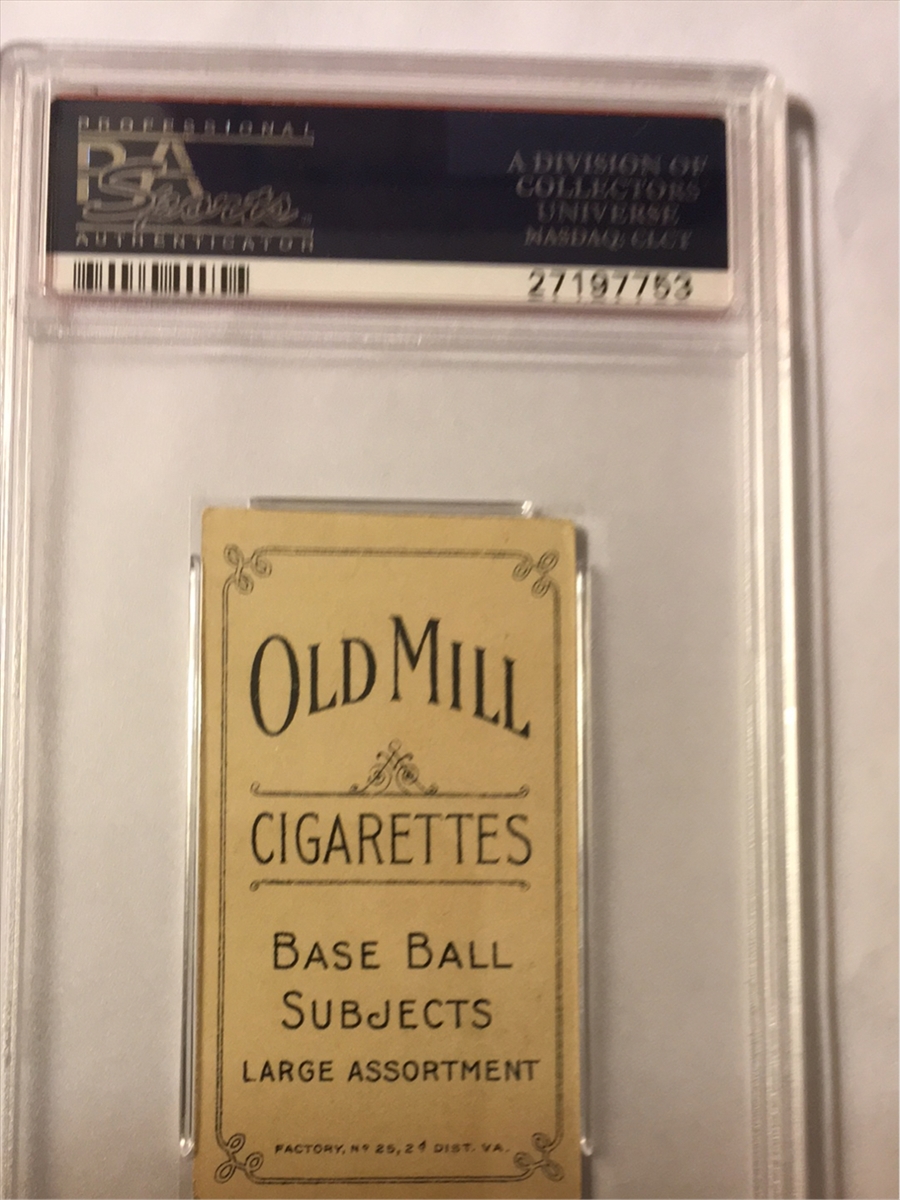 PROFESSIONAL
PSA
Sports
AUTHENTICATOR
A DIVISION OF
COLLECTORS
UNIVERSE
NASDAQ: CLCT
27197753
OLD MILL
CIGARETTES
BASE BALL
SUBJECTS
LARGE ASSORTMENT
FACTORY, Nº 25, 2d DIST. VA.